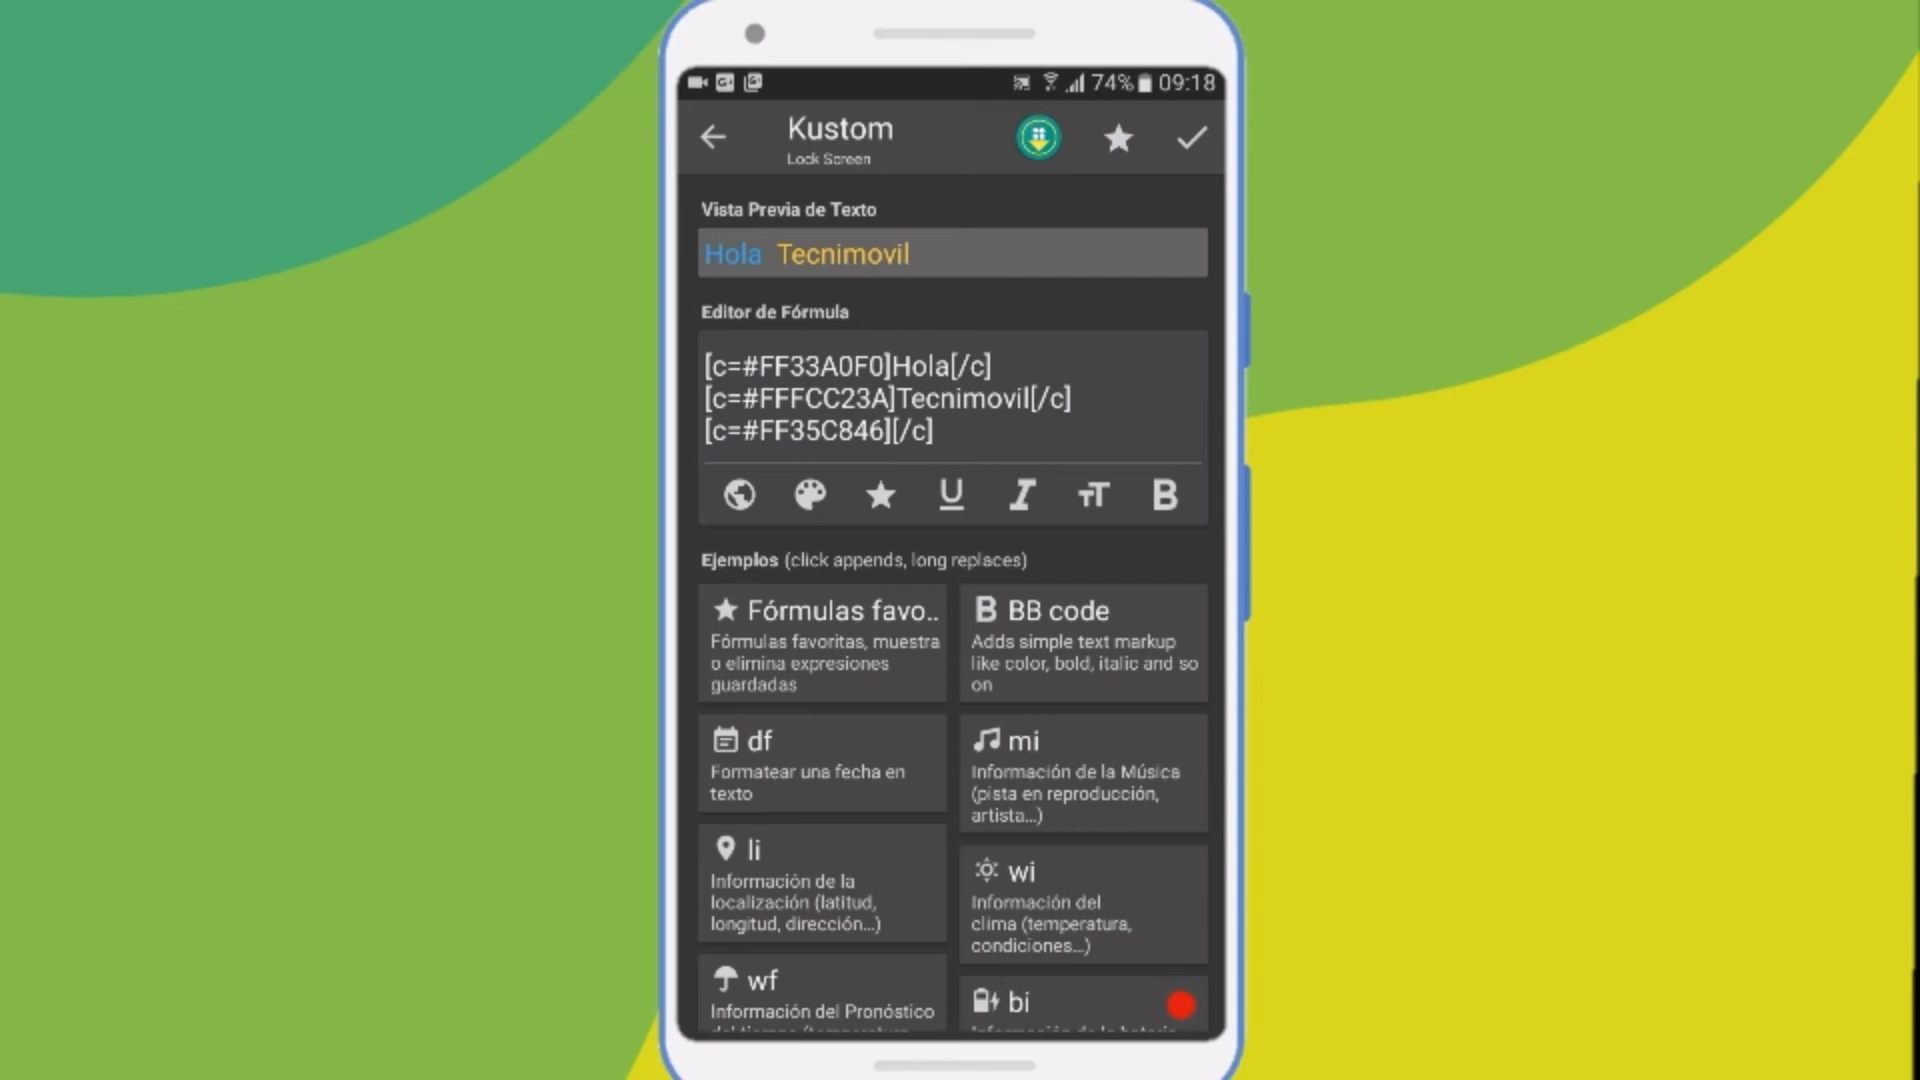 74% 09:18
Kustom
Lock Screen
Vista Previa de Texto
Hola Tecnimovil
Editor de Fórmula
[c=#FF33A0F0]Hola[/c]
[c=#FFFCC23A]Tecnimovil[/c]
[c=#FF35C846][/c]
U I TT B
Ejemplos (click appends, long replaces)
Fórmulas favo..
Fórmulas favoritas, muestra
o elimina expresiones
guardadas
B BB code
Adds simple text markup
like color, bold, italic and so
on
df
Formatear una fecha en
texto
mi
Información de la Música
(pista en reproducción,
artista...)
li
Información de la
localización (latitud,
longitud, dirección...)
wi
Información del
clima (temperatura,
condiciones...)
wf
Información del Pronóstico
bi